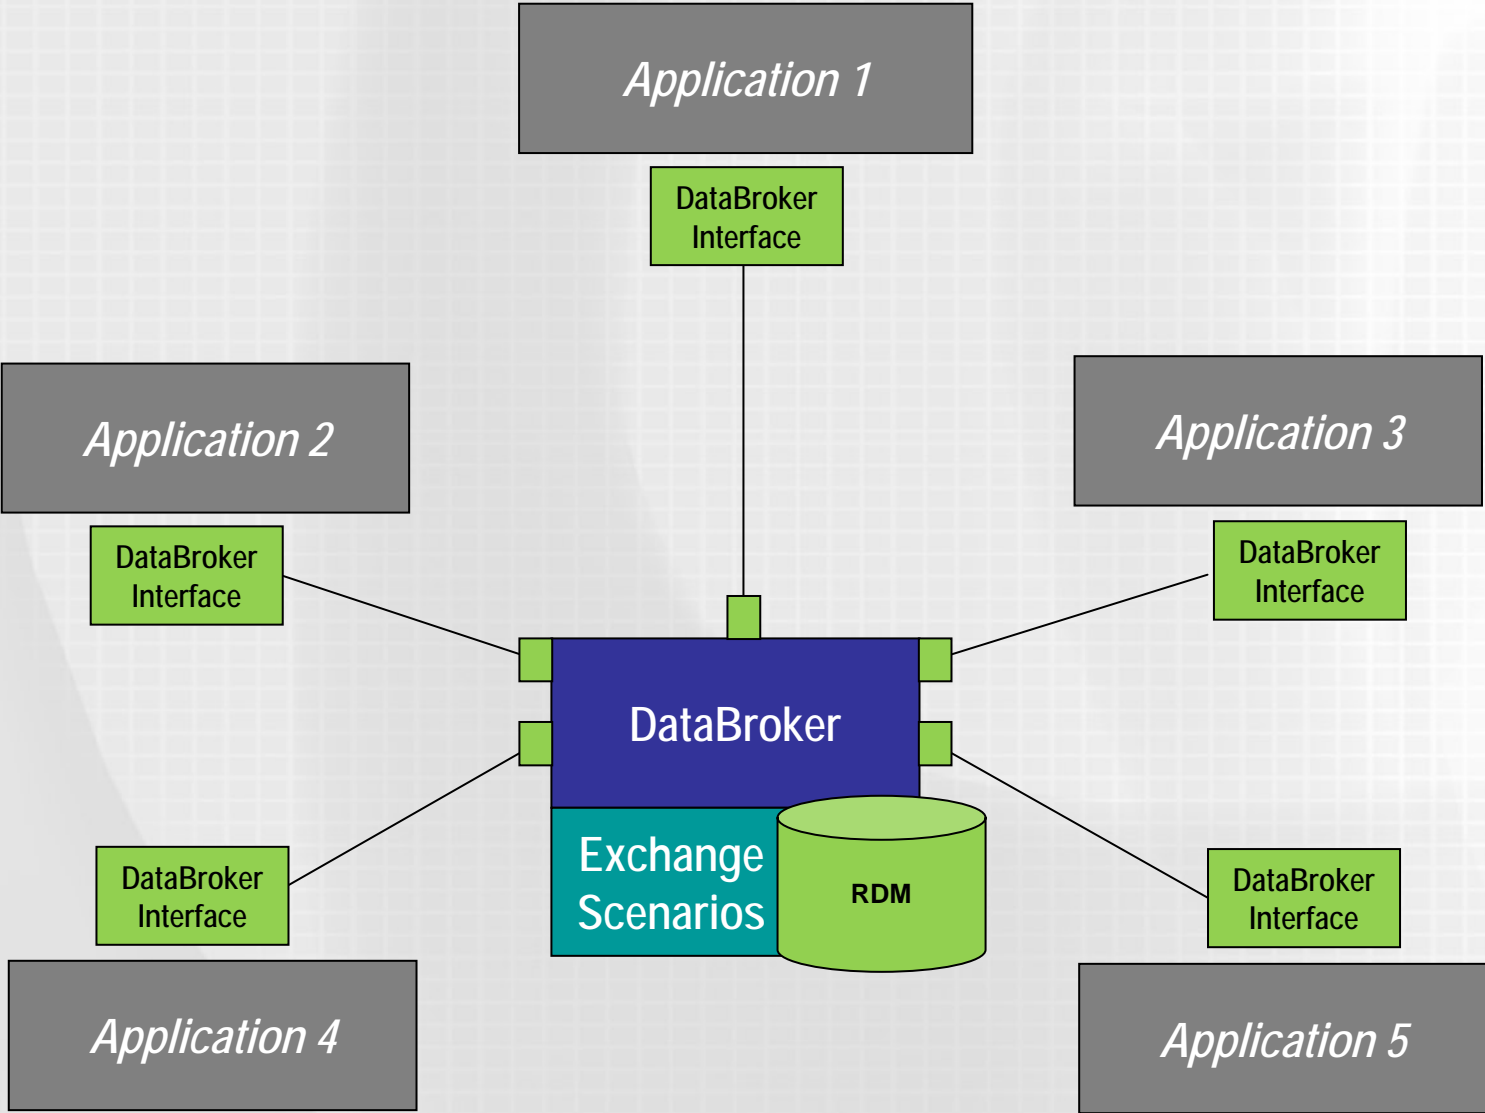 Application 1
DataBroker
Interface
Application 2
Application 3
DataBroker
Interface
DataBroker
Interface
DataBroker
Exchange
Scenarios
RDM
DataBroker
Interface
DataBroker
Interface
Application 4
Application 5